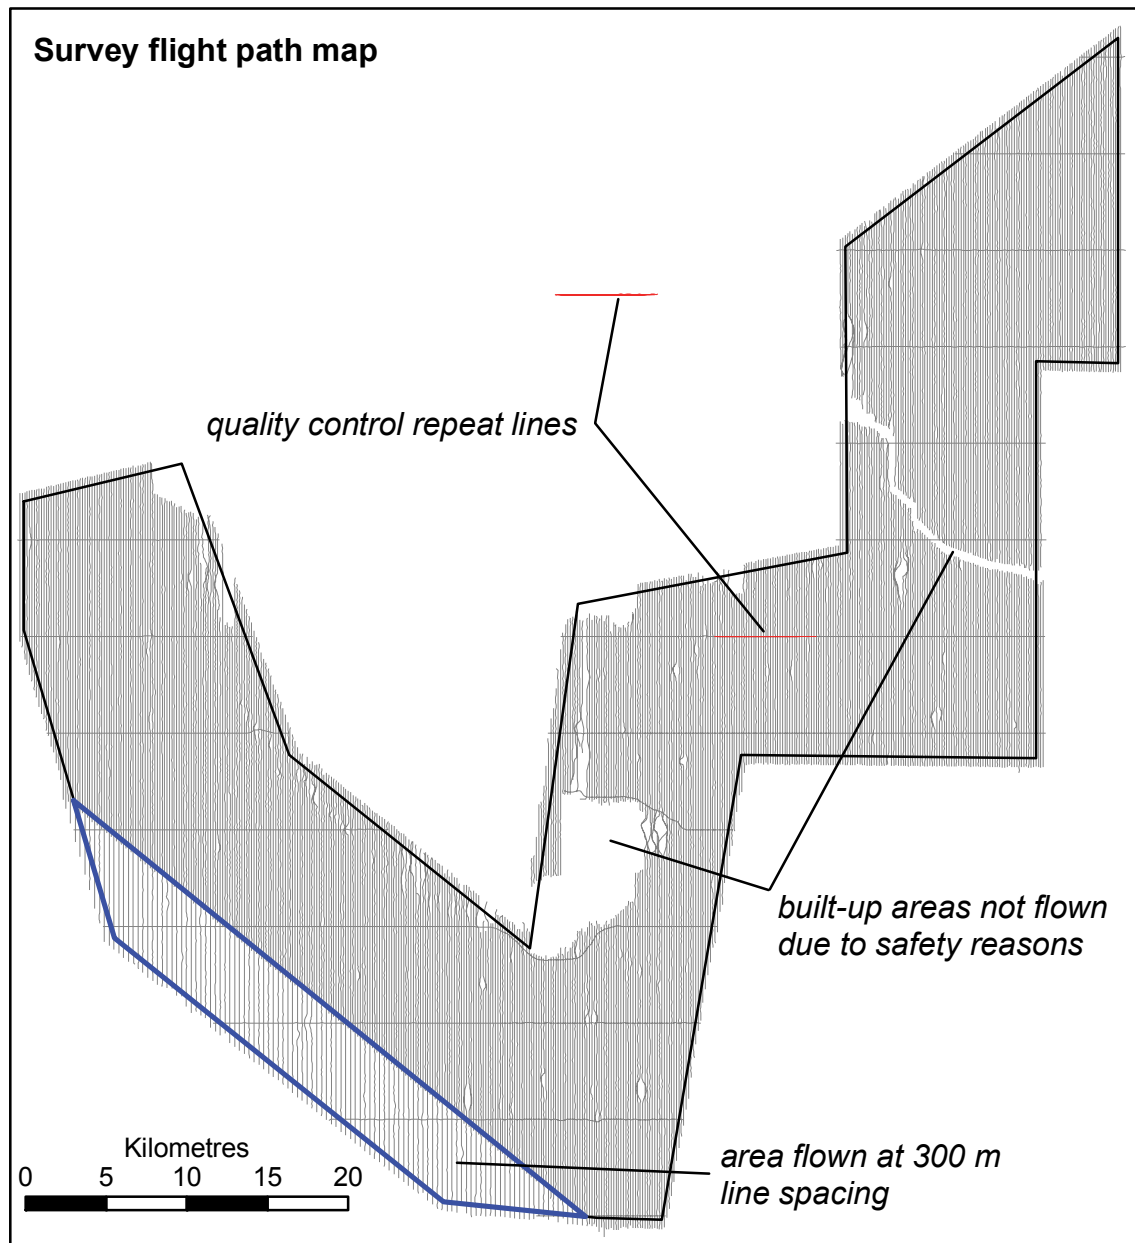 Survey flight path map
quality control repeat lines
built-up areas not flown
due to safety reasons
area flown at 300 m
line spacing
Kilometres
0 5 10 15 20